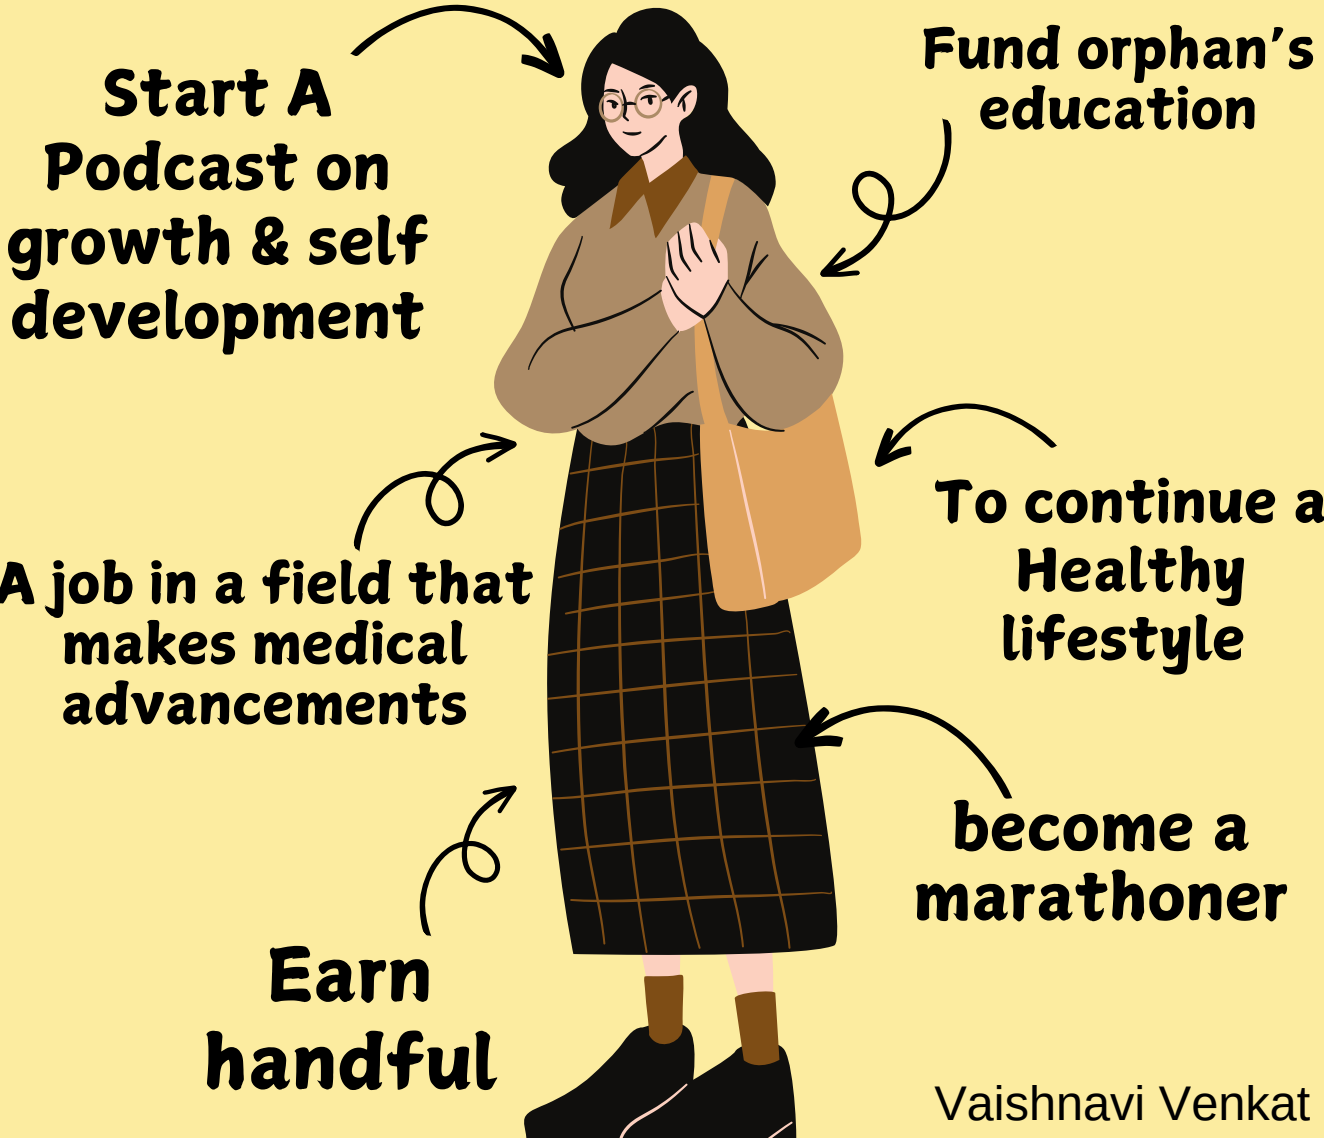 Start A
Podcast on
growth & self
development
Fund orphan's
education
A job in a field that
makes medical
advancements
To continue a
Healthy
lifestyle
become a
marathoner
Earn
handful
Vaishnavi Venkat